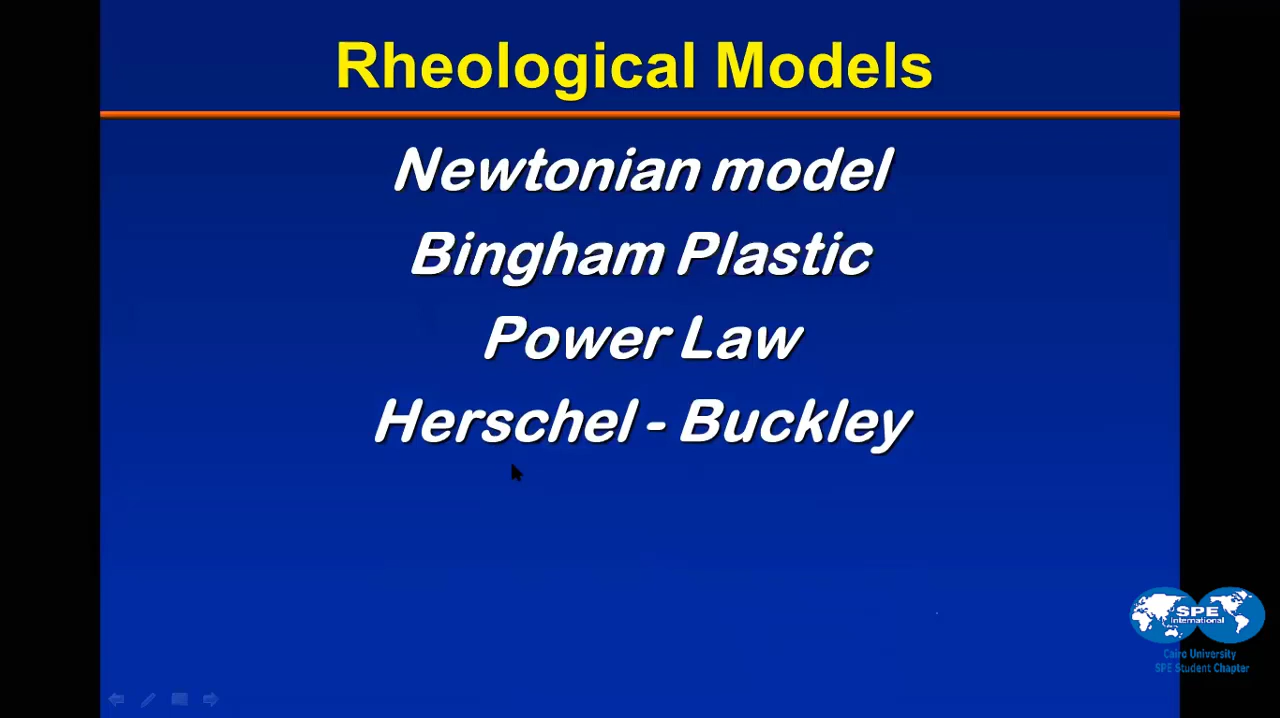 Rheological Models
Newtonian model
Bingham Plastic
Power Law
Herschel - Buckley
SPE
International
Cairo University
SPE Student Chapter